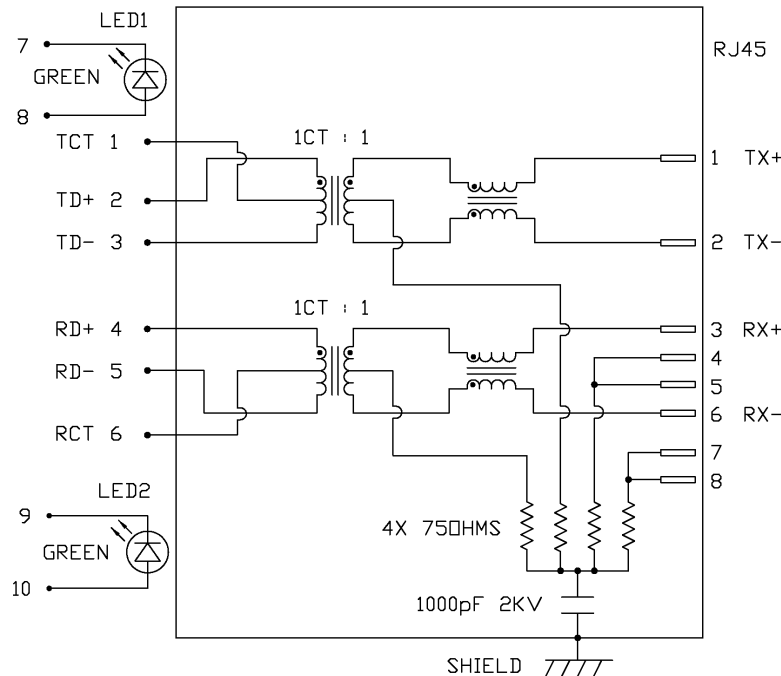 LED1
7
RJ45
GREEN
8
TCT 1
1CT : 1
1 TX+
TD+ 2
TD- 3
2 TX-
1CT : 1
RD+ 4
3 RX+
4
RD- 5
5
6 RX-
RCT 6
7
8
LED2
9
4X 75OHMS
GREEN
10
1000pF 2KV
SHIELD